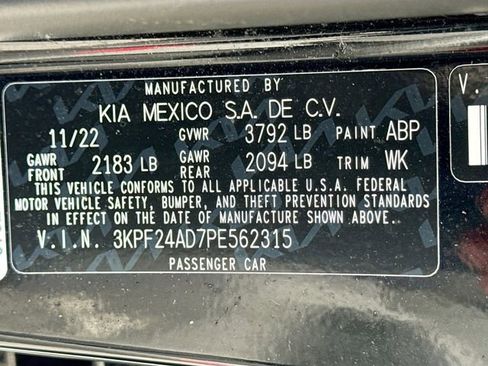 MANUFACTURED BY
KIA MEXICO S.A. DE C.V.
11/22 GVWR 3792 LB PAINT ABP
GAWR FRONT 2183 LB GAWR REAR 2094 LB TRIM WK
THIS VEHICLE CONFORMS TO ALL APPLICABLE U.S.A. FEDERAL
MOTOR VEHICLE SAFETY, BUMPER, AND THEFT PREVENTION STANDARDS
IN EFFECT ON THE DATE OF MANUFACTURE SHOWN ABOVE.
V.I.N. 3KPF24AD7PE562315
PASSENGER CAR
V.